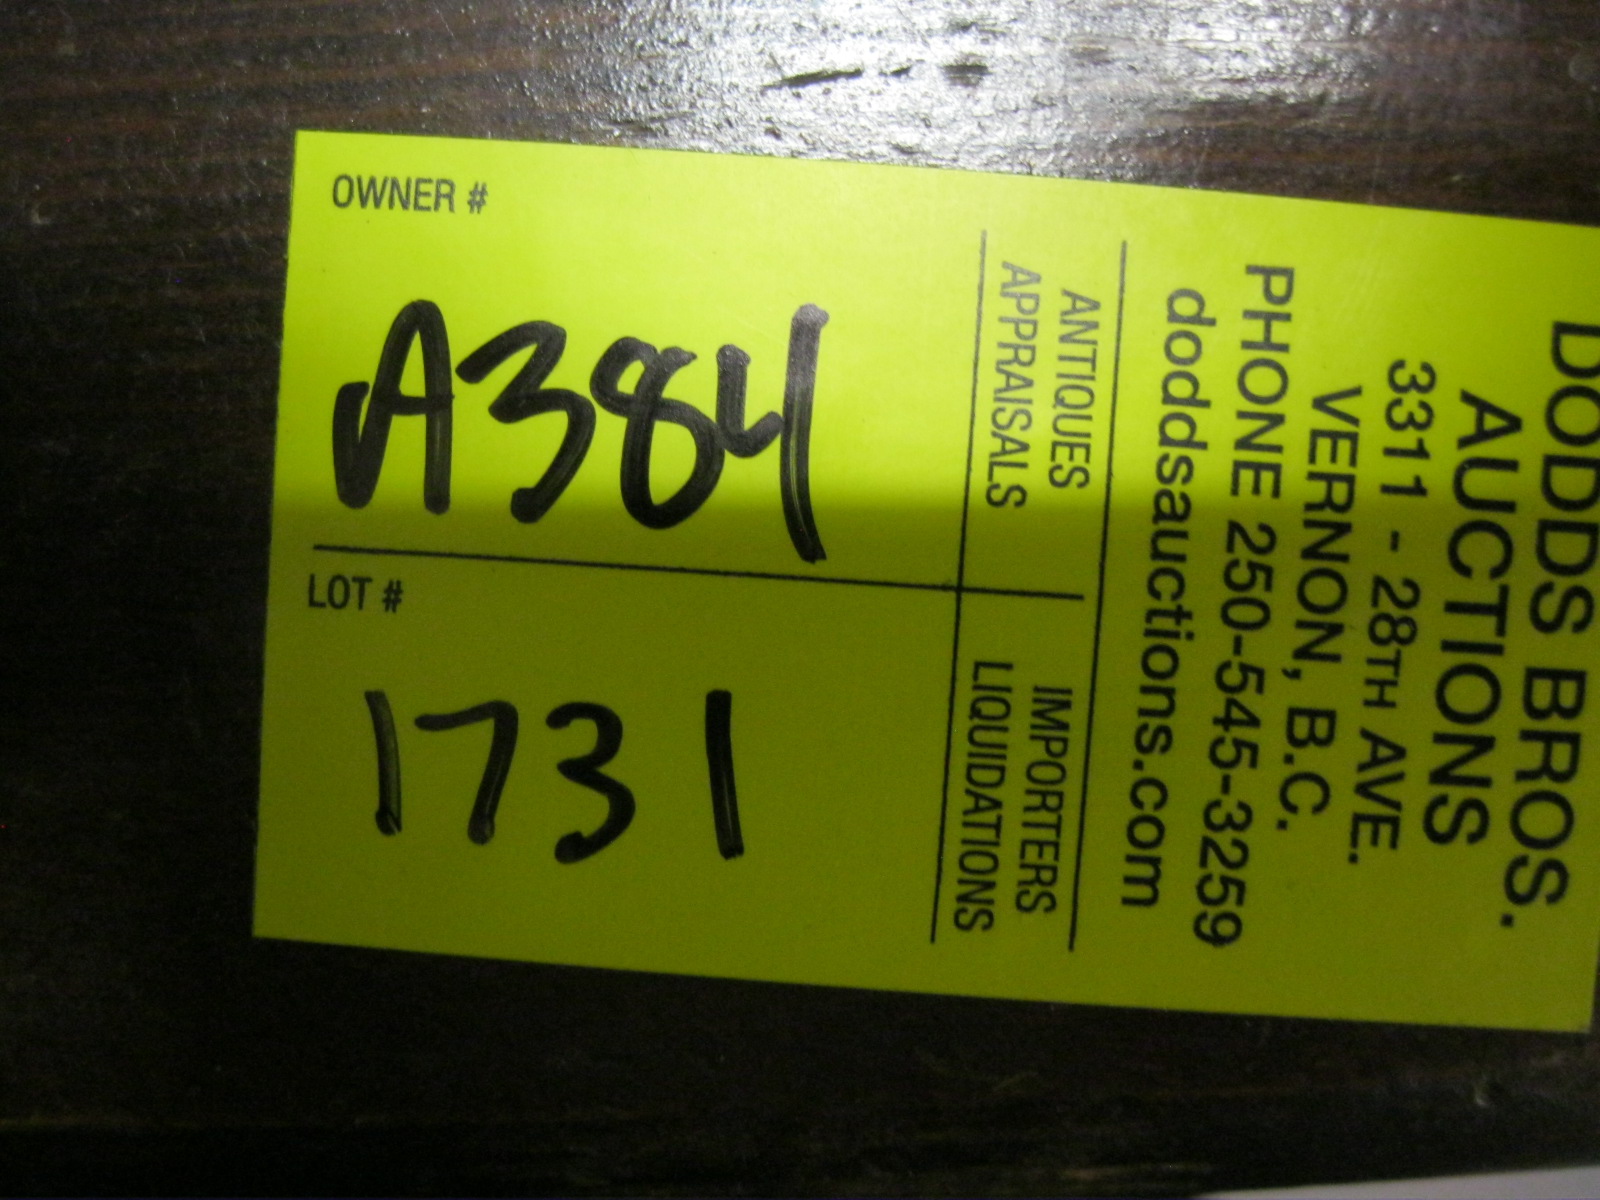 OWNER #
A384
LOT #
1731
DODDS BROS.
AUCTIONS
3311 - 28TH AVE.
VERNON, B.C.
PHONE 250-545-3259
doddsauctions.com
ANTIQUES
APPRAISALS
IMPORTERS
LIQUIDATIONS